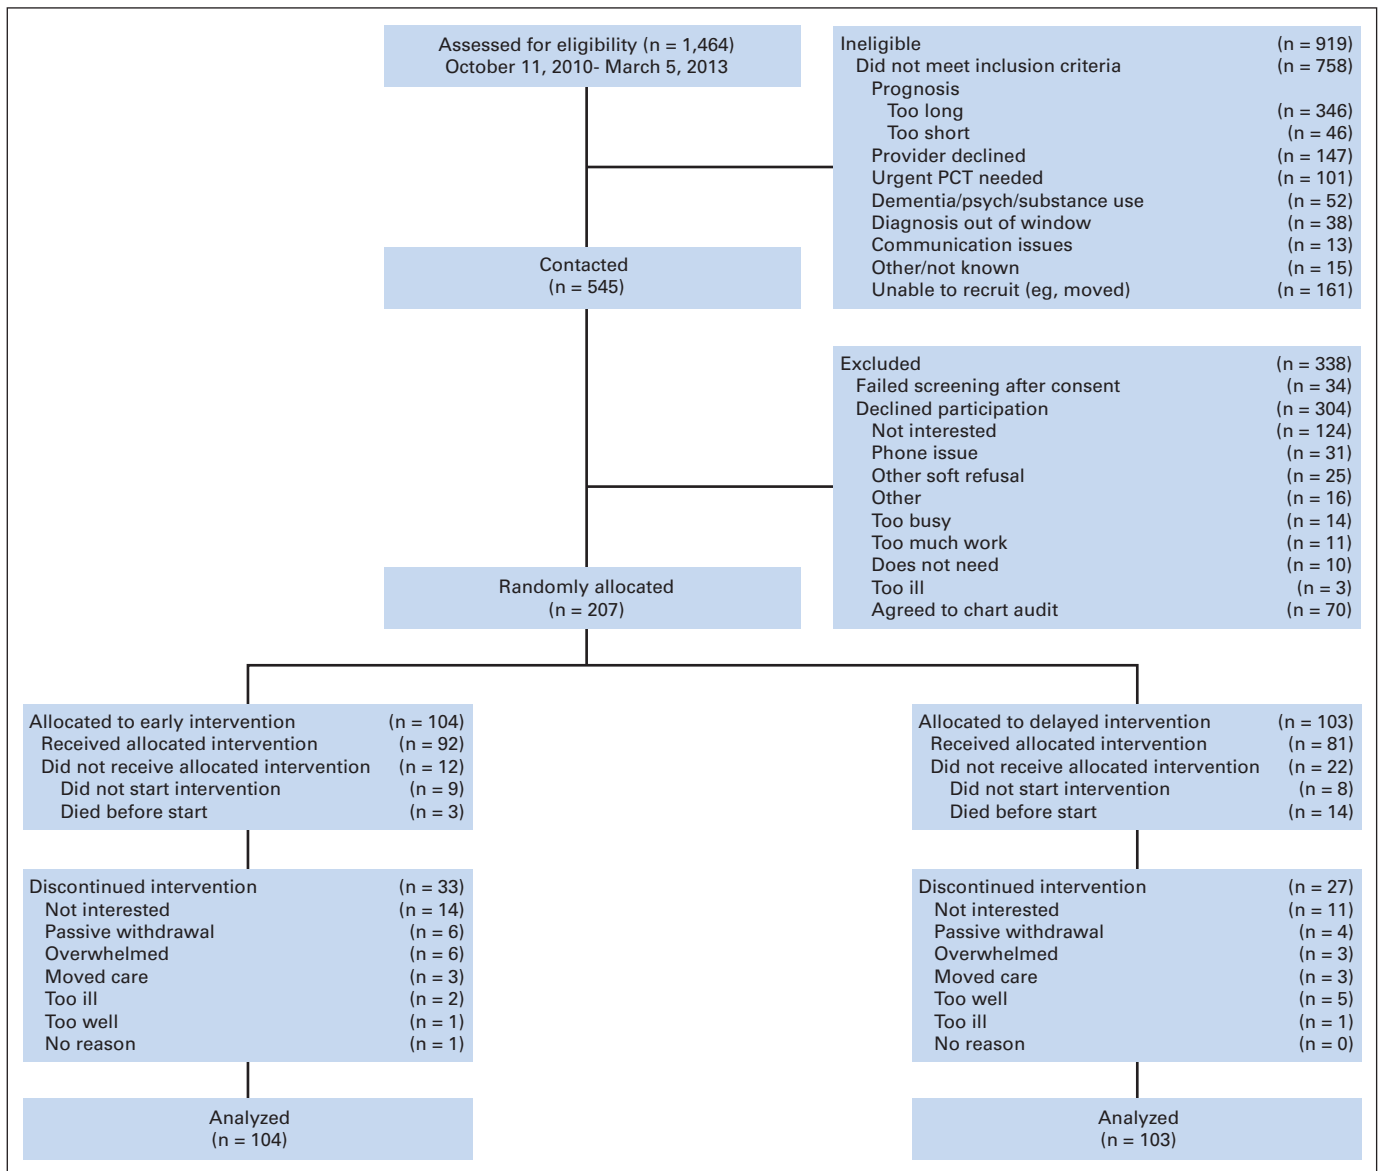 Assessed for eligibility (n = 1,464)
October 11, 2010- March 5, 2013
Ineligible (n = 919)
Did not meet inclusion criteria (n = 758)
Prognosis
Too long (n = 346)
Too short (n = 46)
Provider declined (n = 147)
Urgent PCT needed (n = 101)
Dementia/psych/substance use (n = 52)
Diagnosis out of window (n = 38)
Communication issues (n = 13)
Other/not known (n = 15)
Unable to recruit (eg, moved) (n = 161)
Contacted
(n = 545)
Excluded (n = 338)
Failed screening after consent (n = 34)
Declined participation (n = 304)
Not interested (n = 124)
Phone issue (n = 31)
Other soft refusal (n = 25)
Other (n = 16)
Too busy (n = 14)
Too much work (n = 11)
Does not need (n = 10)
Too ill (n = 3)
Agreed to chart audit (n = 70)
Randomly allocated
(n = 207)
Allocated to early intervention (n = 104)
Received allocated intervention (n = 92)
Did not receive allocated intervention (n = 12)
Did not start intervention (n = 9)
Died before start (n = 3)
Allocated to delayed intervention (n = 103)
Received allocated intervention (n = 81)
Did not receive allocated intervention (n = 22)
Did not start intervention (n = 8)
Died before start (n = 14)
Discontinued intervention (n = 33)
Not interested (n = 14)
Passive withdrawal (n = 6)
Overwhelmed (n = 6)
Moved care (n = 3)
Too ill (n = 2)
Too well (n = 1)
No reason (n = 1)
Discontinued intervention (n = 27)
Not interested (n = 11)
Passive withdrawal (n = 4)
Overwhelmed (n = 3)
Moved care (n = 3)
Too well (n = 5)
Too ill (n = 1)
No reason (n = 0)
Analyzed
(n = 104)
Analyzed
(n = 103)